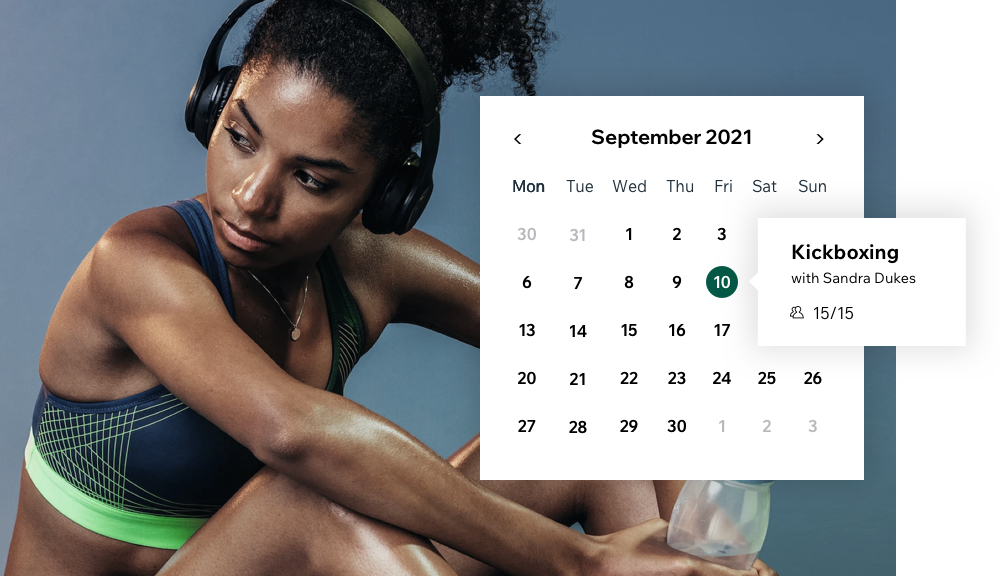 ‹ September 2021 ›
Mon Tue Wed Thu Fri Sat Sun
30 31 1 2 3
6 7 8 9 10
13 14 15 16 17
20 21 22 23 24 25 26
27 28 29 30 1 2 3
Kickboxing
with Sandra Dukes
15/15